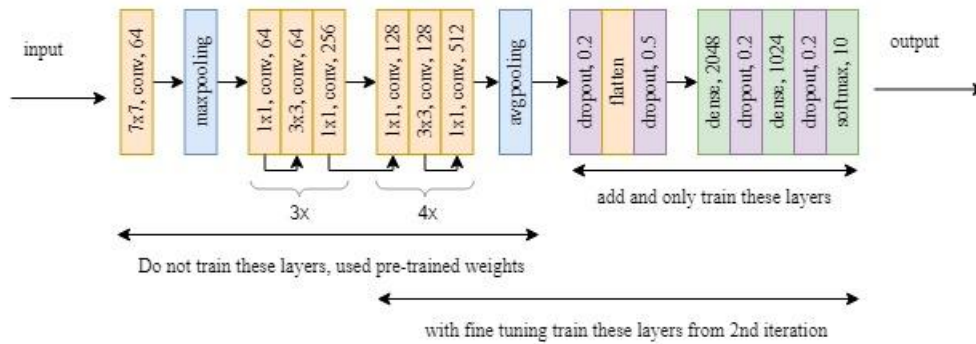 input
7x7, conv, 64
maxpooling
1x1, conv, 64
3x3, conv, 64
1x1, conv, 256
1x1, conv, 128
3x3, conv, 128
1x1, conv, 512
avgpooling
dropout, 0.2
flatten
dropout, 0.5
dense, 2048
dropout, 0.2
dense, 1024
dropout, 0.2
softmax, 10
output
3x
4x
add and only train these layers
Do not train these layers, used pre-trained weights
with fine tuning train these layers from 2nd iteration